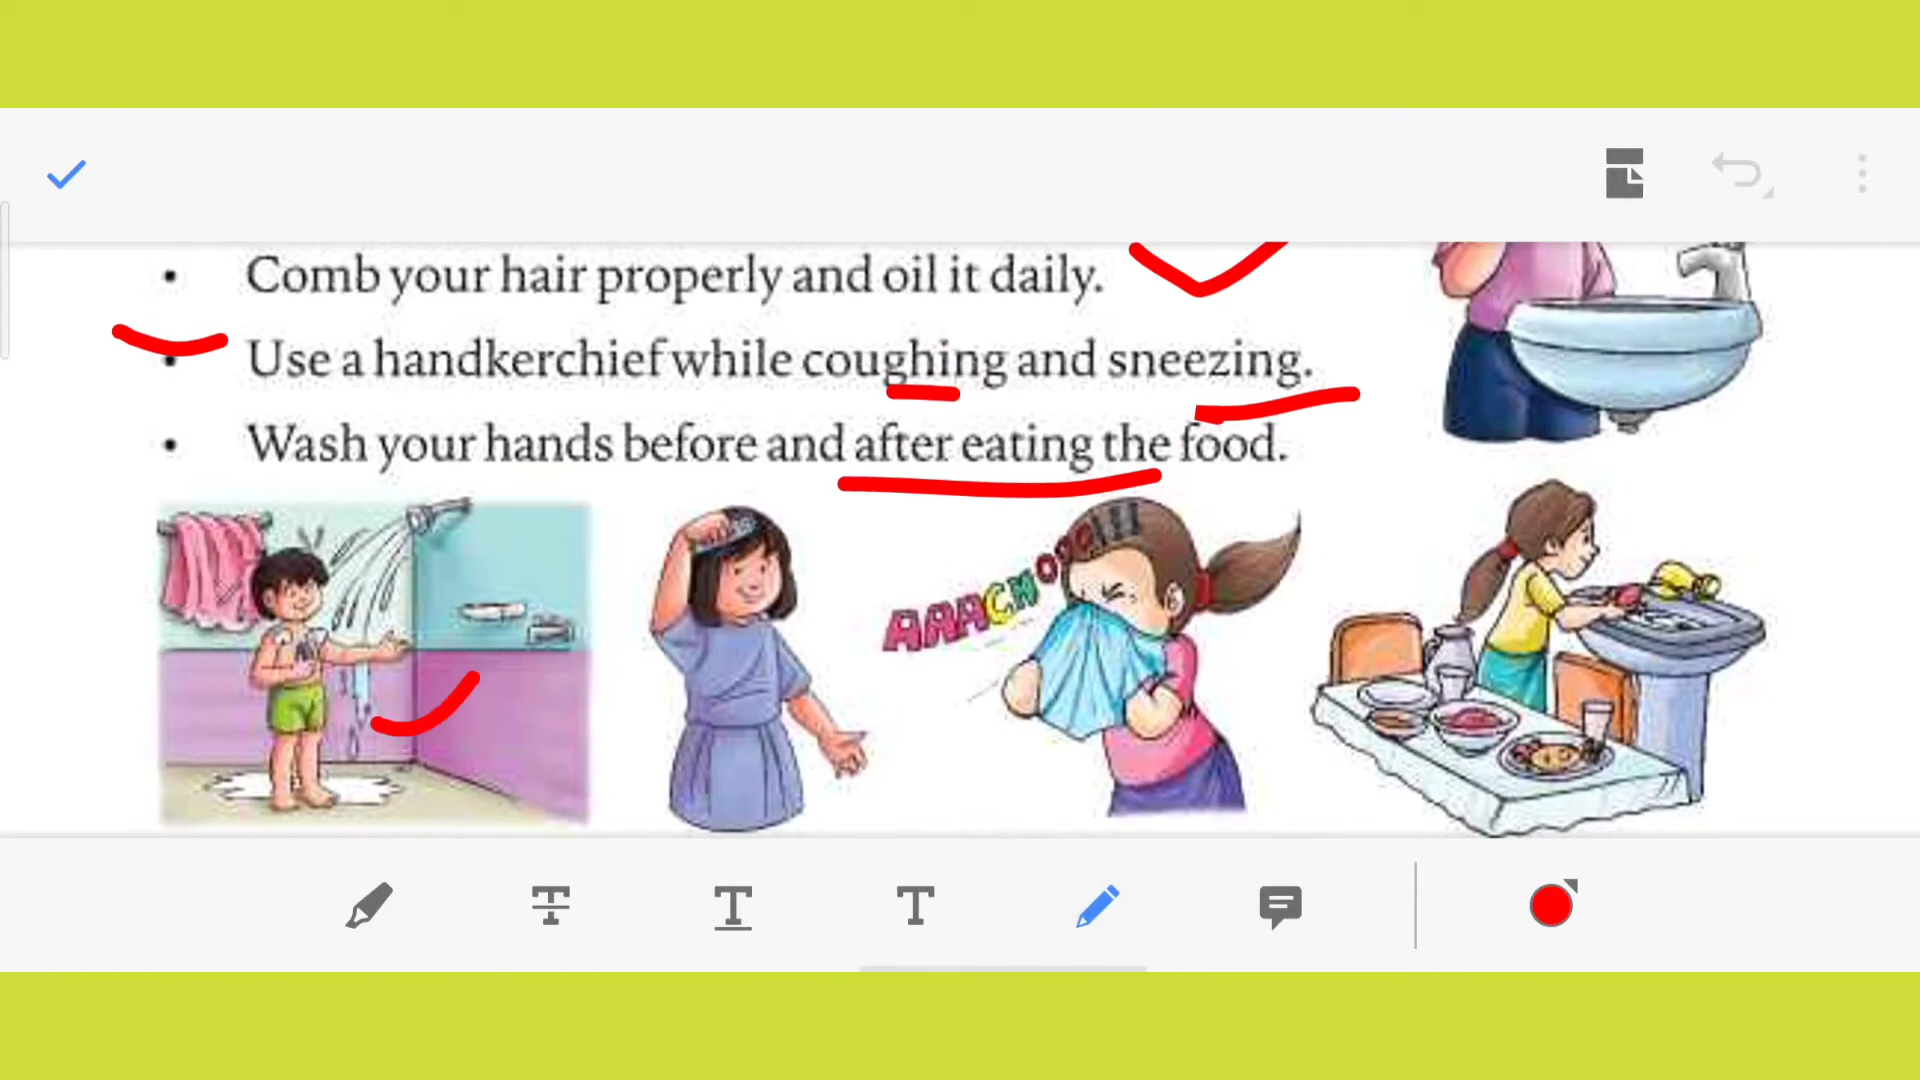 • Comb your hair properly and oil it daily.
• Use a handkerchief while coughing and sneezing.
• Wash your hands before and after eating the food.
AAACHOOO!!!